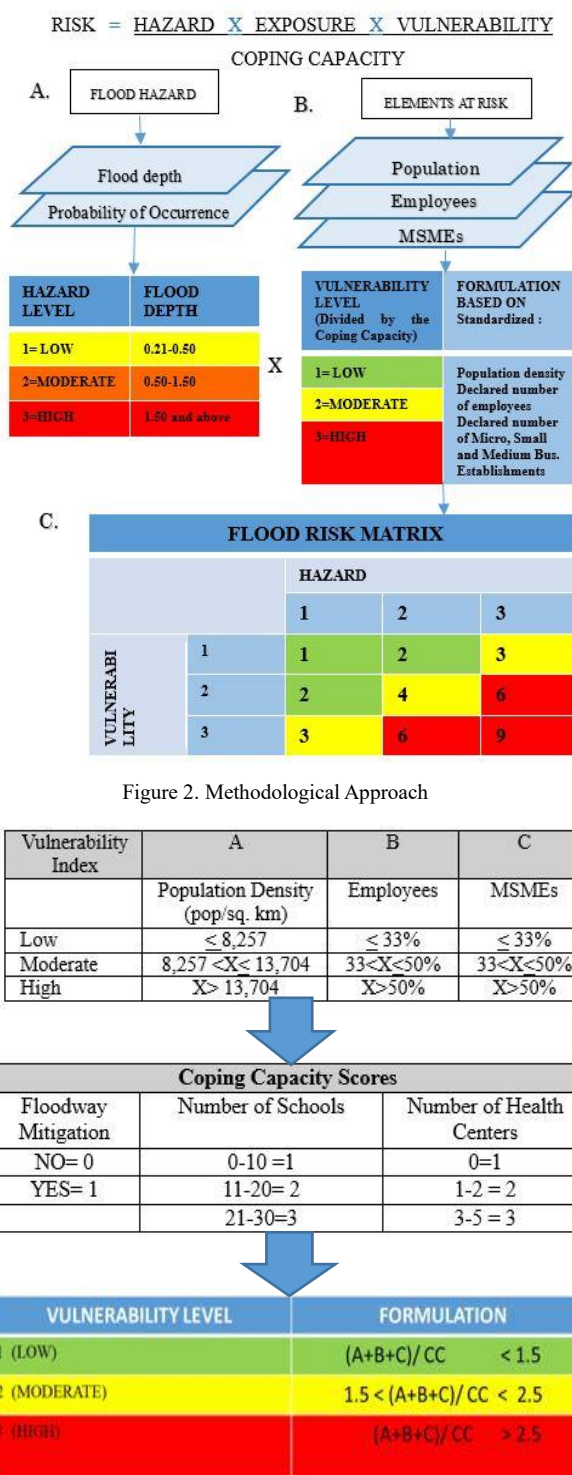 RISK = HAZARD X EXPOSURE X VULNERABILITY
COPING CAPACITY
A.
FLOOD HAZARD
Flood depth
Probability of Occurrence
HAZARD LEVEL FLOOD DEPTH
1= LOW 0.21-0.50
2=MODERATE 0.50-1.50
3=HIGH 1.50 and above
X
B.
ELEMENTS AT RISK
Population
Employees
MSMEs
VULNERABILITY
LEVEL
(Divided by the
Coping Capacity)
FORMULATION
BASED ON
Standardized :
1= LOW
2=MODERATE
3=HIGH
Population density
Declared number
of employees
Declared number
of Micro, Small
and Medium Bus.
Establishments
C.
FLOOD RISK MATRIX
HAZARD
1 2 3
VULNERABI
LITY
1 1 2 3
2 2 4 6
3 3 6 9
Figure 2. Methodological Approach
Vulnerability
Index
A B C
Population Density
(pop/sq. km)
Employees MSMEs
Low ≤ 8,257 ≤ 33% ≤ 33%
Moderate 8,257 <X≤ 13,704 33<X≤50% 33<X≤50%
High X> 13,704 X>50% X>50%
Coping Capacity Scores
Floodway
Mitigation
Number of Schools
Number of Health
Centers
NO= 0 0-10 =1 0=1
YES= 1 11-20= 2 1-2 = 2
21-30=3 3-5 = 3
VULNERABILITY LEVEL FORMULATION
(LOW) (A+B+C)/ CC < 1.5
2 (MODERATE) 1.5 < (A+B+C)/ CC < 2.5
(HIGH) (A+B+C)/ CC > 2.5